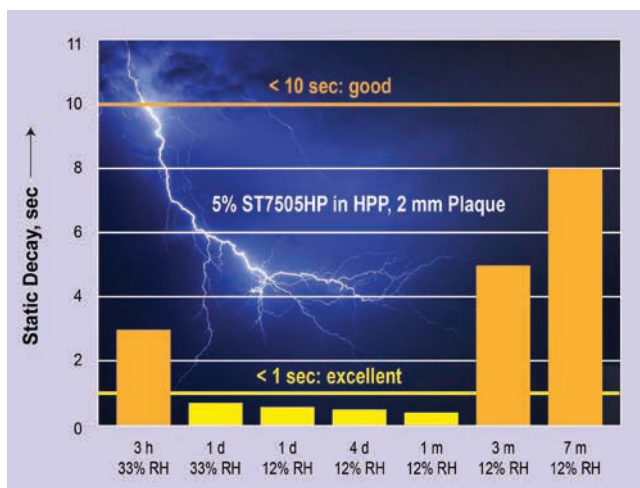 11
10
8
6
4
2
0
Static Decay, sec
< 10 sec: good
5% ST7505HP in HPP, 2 mm Plaque
< 1 sec: excellent
3 h 1 d 1 d 4 d 1 m 3 m 7 m
33% RH 33% RH 12% RH 12% RH 12% RH 12% RH 12% RH